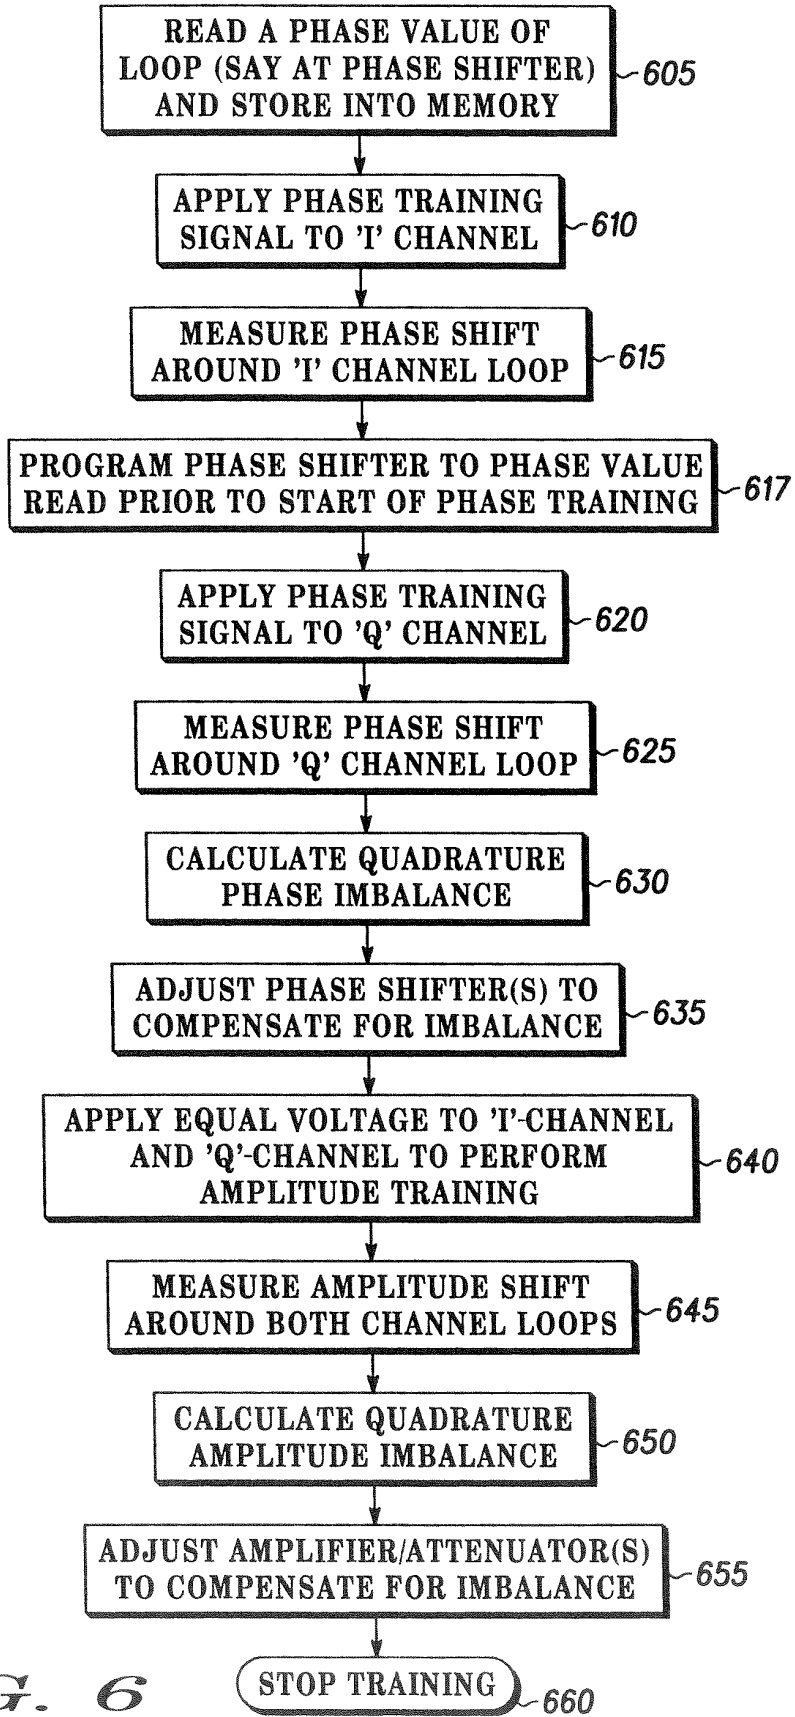 READ A PHASE VALUE OF
LOOP (SAY AT PHASE SHIFTER)
AND STORE INTO MEMORY
605
APPLY PHASE TRAINING
SIGNAL TO 'I' CHANNEL
610
MEASURE PHASE SHIFT
AROUND 'I' CHANNEL LOOP
615
PROGRAM PHASE SHIFTER TO PHASE VALUE
READ PRIOR TO START OF PHASE TRAINING
617
APPLY PHASE TRAINING
SIGNAL TO 'Q' CHANNEL
620
MEASURE PHASE SHIFT
AROUND 'Q' CHANNEL LOOP
625
CALCULATE QUADRATURE
PHASE IMBALANCE
630
ADJUST PHASE SHIFTER(S) TO
COMPENSATE FOR IMBALANCE
635
APPLY EQUAL VOLTAGE TO 'I'-CHANNEL
AND 'Q'-CHANNEL TO PERFORM
AMPLITUDE TRAINING
640
MEASURE AMPLITUDE SHIFT
AROUND BOTH CHANNEL LOOPS
645
CALCULATE QUADRATURE
AMPLITUDE IMBALANCE
650
ADJUST AMPLIFIER/ATTENUATOR(S)
TO COMPENSATE FOR IMBALANCE
655
STOP TRAINING
660
G. 6